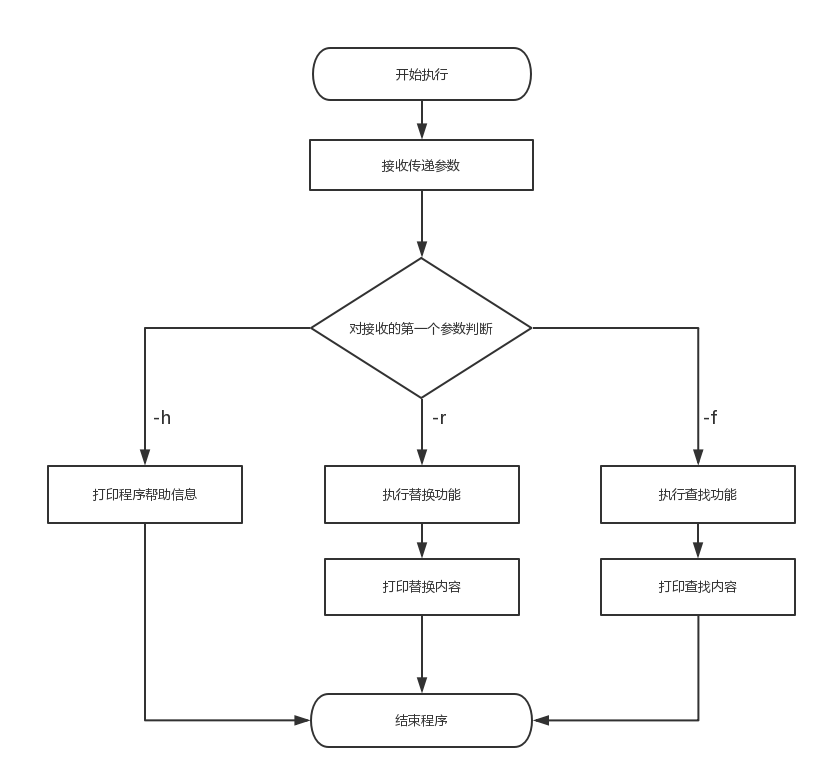 开始执行
接收传递参数
对接收的第一个参数判断
-h
-r
-f
打印程序帮助信息
执行替换功能
执行查找功能
打印替换内容
打印查找内容
结束程序